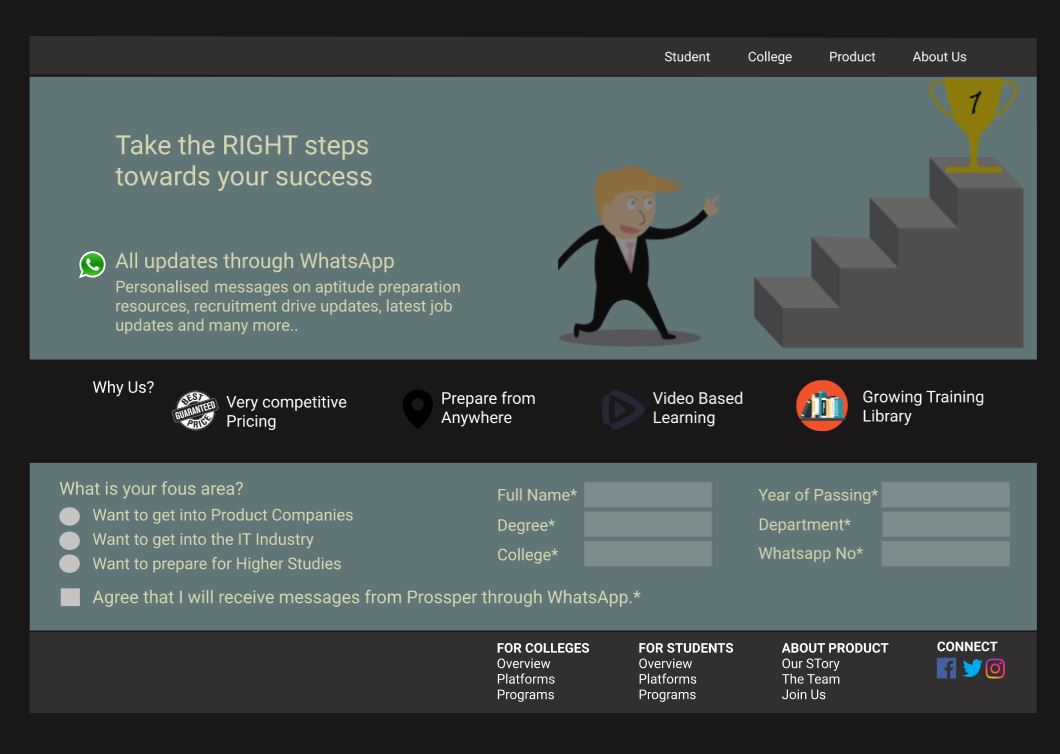 Student College Product About Us
1
Take the RIGHT steps
towards your success
All updates through WhatsApp
Personalised messages on aptitude preparation
resources, recruitment drive updates, latest job
updates and many more..
Why Us?
BEST
GUARANTEED
PRICE
Very competitive
Pricing
Prepare from
Anywhere
Video Based
Learning
Growing Training
Library
What is your fous area?
Want to get into Product Companies
Want to get into the IT Industry
Want to prepare for Higher Studies
Full Name*
Degree*
College*
Year of Passing*
Department*
Whatsapp No*
Agree that I will receive messages from Prossper through WhatsApp.*
FOR COLLEGES
Overview
Platforms
Programs
FOR STUDENTS
Overview
Platforms
Programs
ABOUT PRODUCT
Our STory
The Team
Join Us
CONNECT